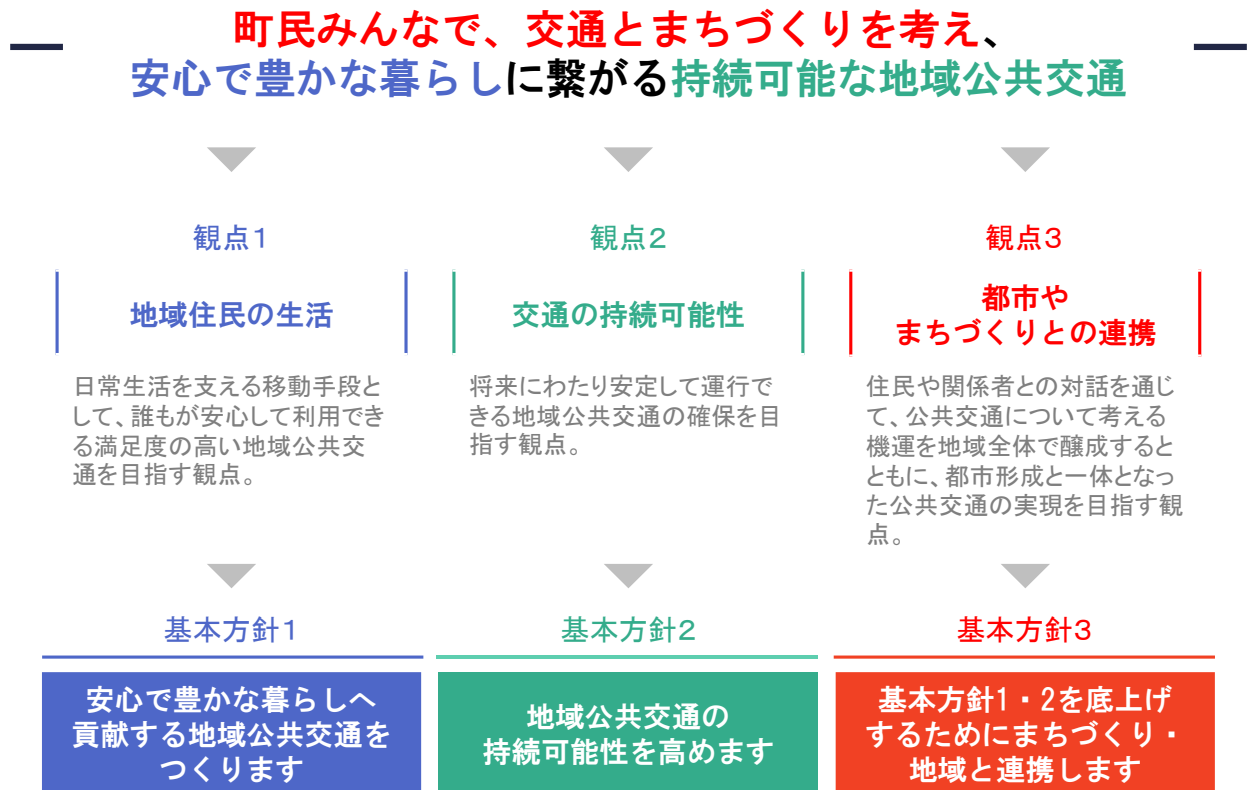 町民みんなで、交通とまちづくりを考え、
安心で豊かな暮らしに繋がる持続可能な地域公共交通
観点1
地域住民の生活
日常生活を支える移動手段と
して、誰もが安心して利用でき
る満足度の高い地域公共交
通を目指す観点。
基本方針1
安心で豊かな暮らしへ
貢献する地域公共交通を
つくります
観点2
交通の持続可能性
将来にわたり安定して運行で
きる地域公共交通の確保を目
指す観点。
基本方針2
地域公共交通の
持続可能性を高めます
観点3
都市や
まちづくりとの連携
住民や関係者との対話を通じ
て、公共交通について考える
機運を地域全体で醸成すると
ともに、都市形成と一体となっ
た公共交通の実現を目指す観
点。
基本方針3
基本方針1・2を底上げ
するためにまちづくり・
地域と連携します